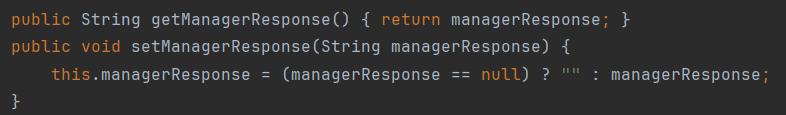 public String getManagerResponse() { return managerResponse; }
public void setManagerResponse(String managerResponse) {
    this.managerResponse = (managerResponse == null) ? "" : managerResponse;
}